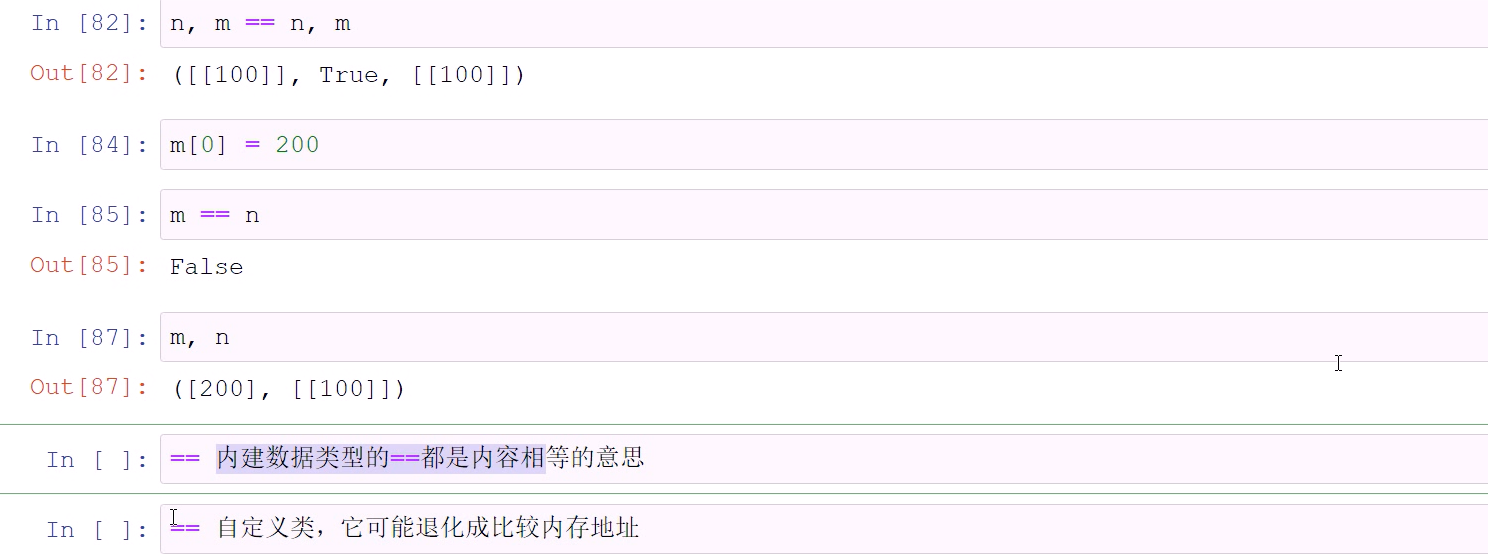 In [82]: n, m == n, m
Out[82]: ([[100]], True, [[100]])
In [84]: m[0] = 200
In [85]: m == n
Out[85]: False
In [87]: m, n
Out[87]: ([200], [[100]])
In [ ]: == 内建数据类型的==都是内容相等的意思
In [ ]: == 自定义类，它可能退化成比较内存地址